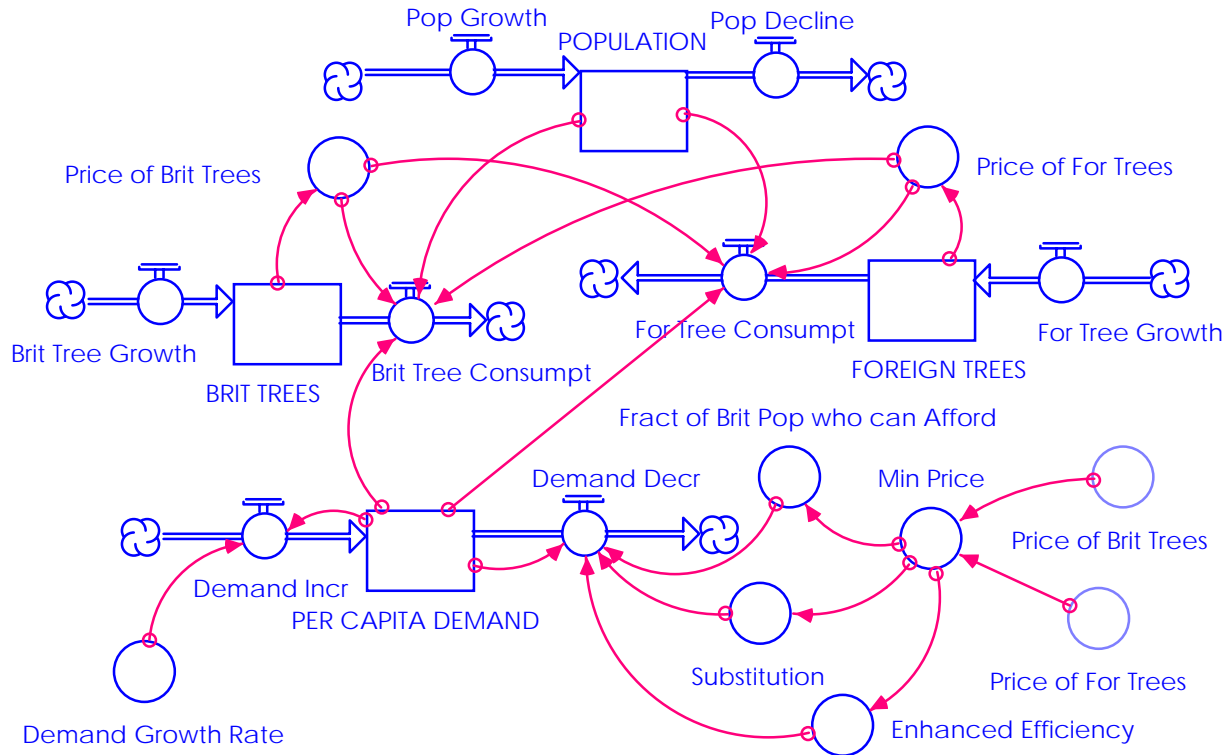 Pop Growth
Pop Decline
POPULATION
Price of Brit Trees
Price of For Trees
Brit Tree Growth
BRIT TREES
Brit Tree Consumpt
For Tree Consumpt
FOREIGN TREES
For Tree Growth
Fract of Brit Pop who can Afford
Demand Decr
Min Price
Price of Brit Trees
Demand Incr
PER CAPITA DEMAND
Substitution
Price of For Trees
Demand Growth Rate
Enhanced Efficiency